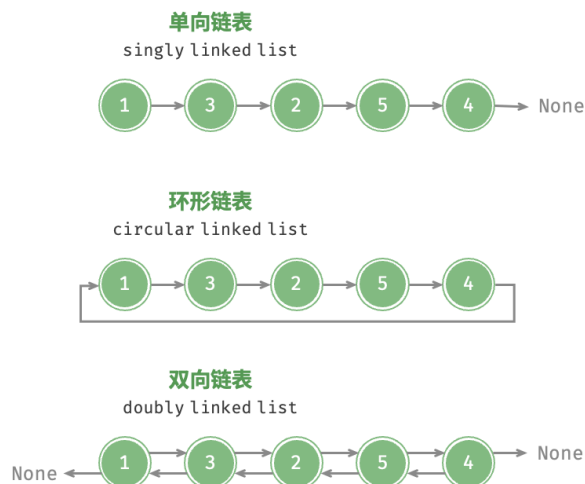 单向链表
singly linked list
1 3 2 5 4 None
环形链表
circular linked list
1 3 2 5 4
双向链表
doubly linked list
1 3 2 5 4 None
None